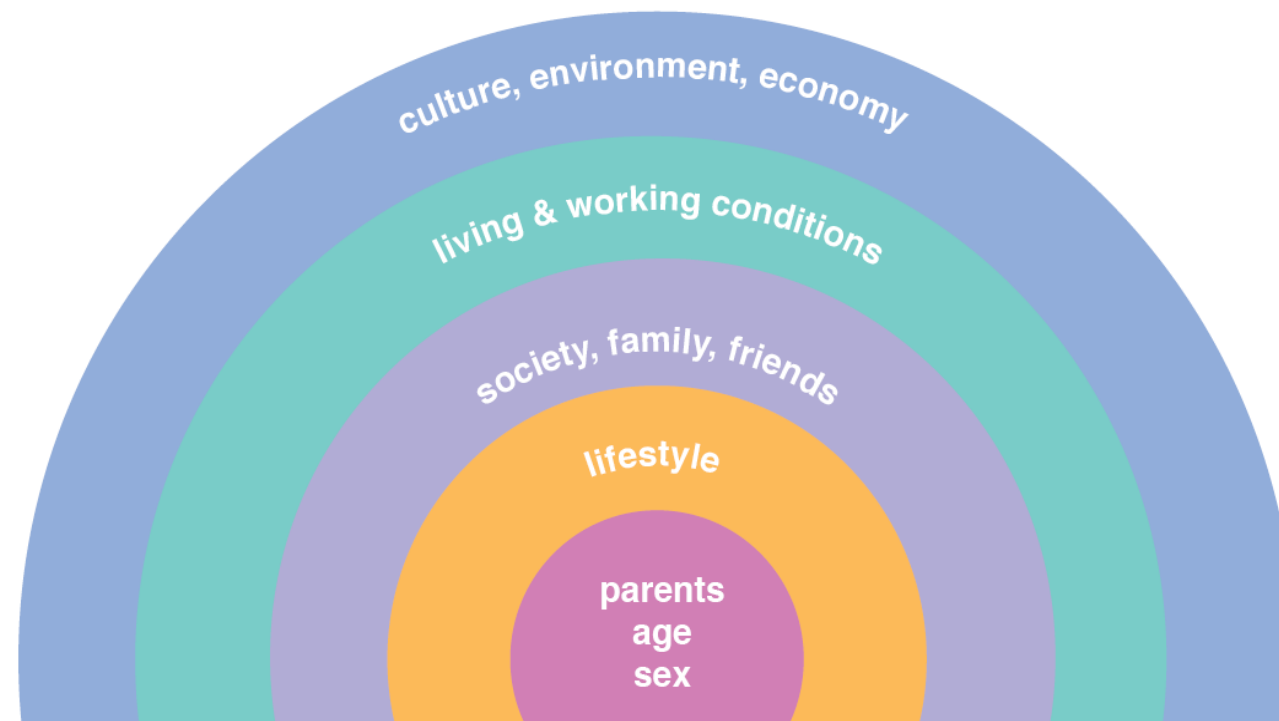 culture, environment, economy
living & working conditions
society, family, friends
lifestyle
parents
age
sex